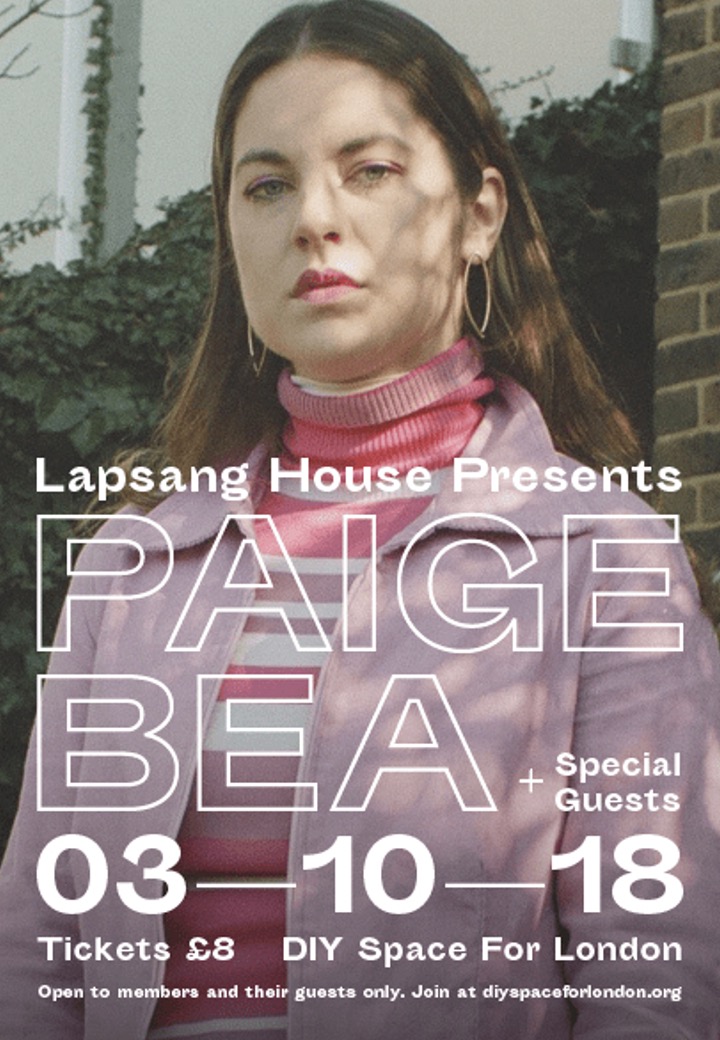 Lapsang House Presents
PAIGE
BEA
+ Special
Guests
03—10—18
Tickets £8 DIY Space For London
Open to members and their guests only. Join at diyspaceforlondon.org